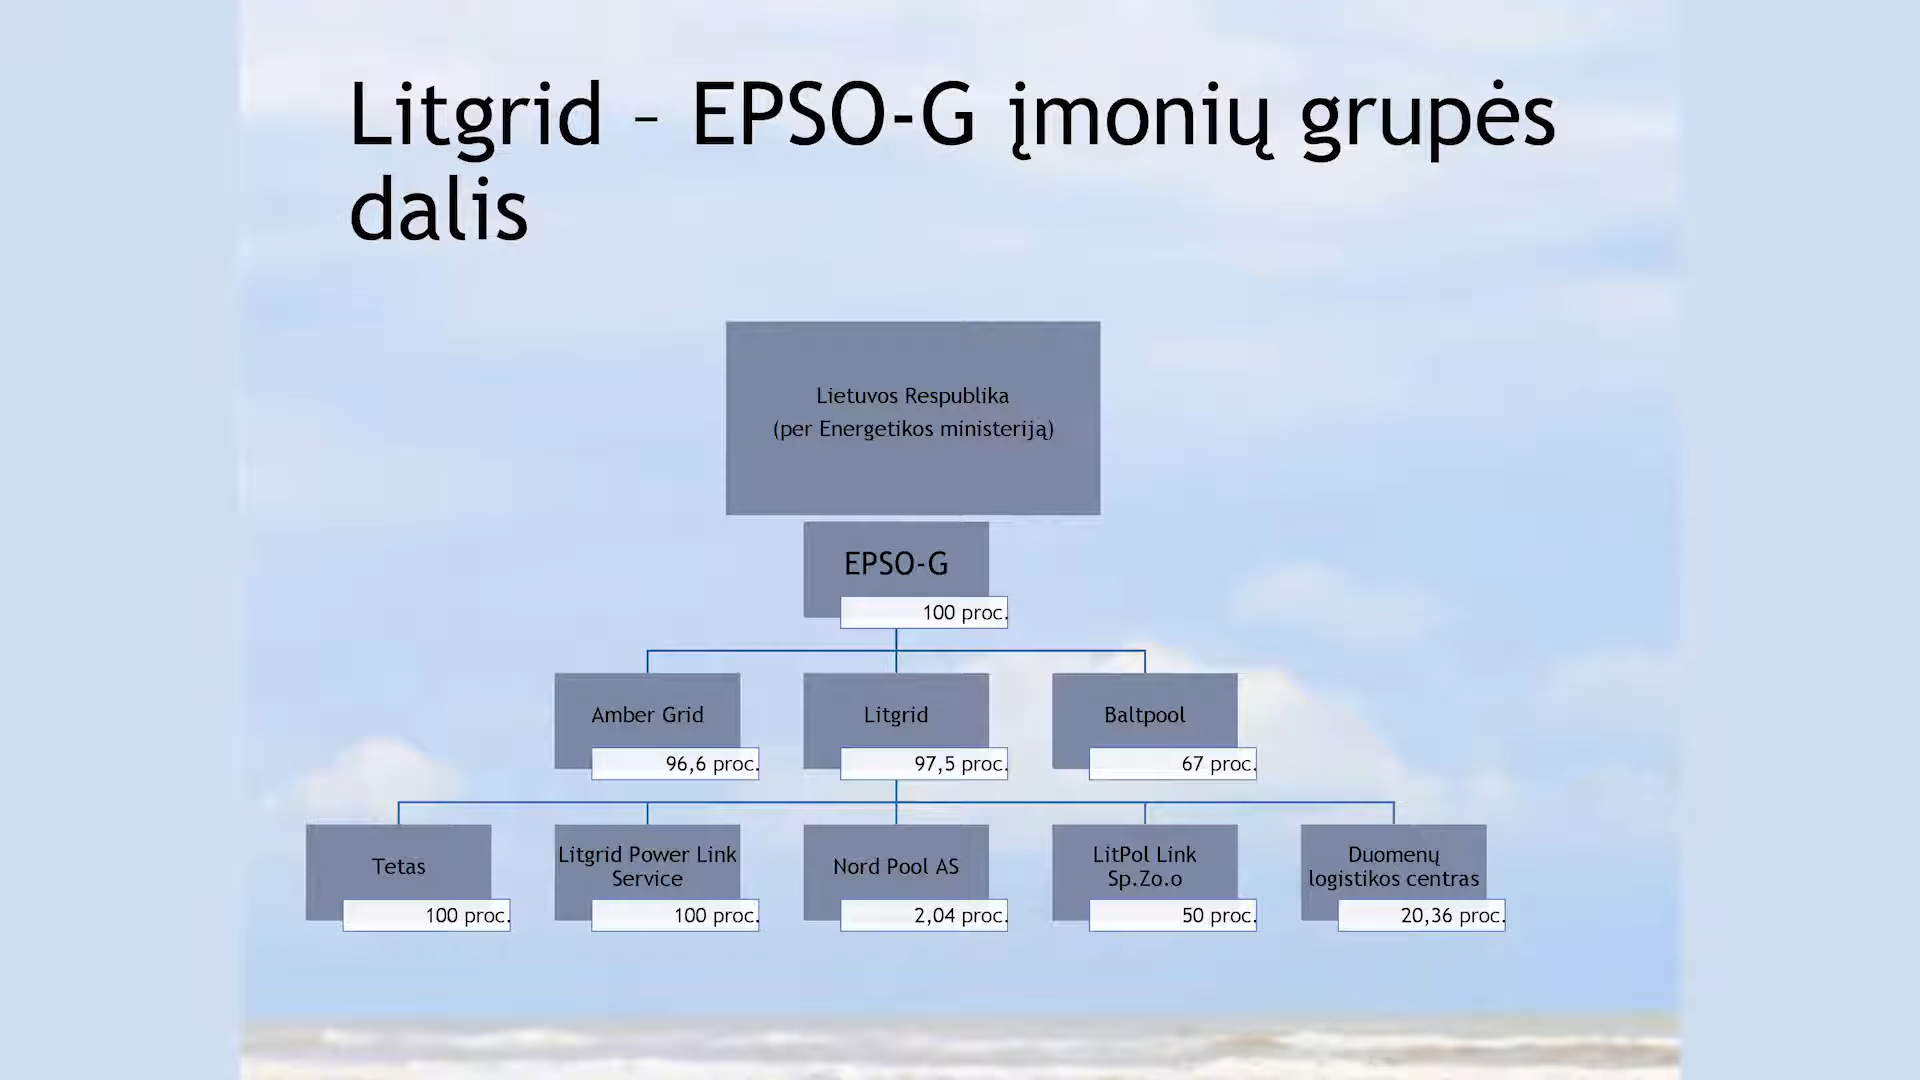 Litgrid – EPSO-G įmonių grupės
dalis
Lietuvos Respublika
(per Energetikos ministeriją)
EPSO-G
100 proc.
Amber Grid
Litgrid
Baltpool
96,6 proc.
97,5 proc.
67 proc.
Tetas
Litgrid Power Link
Service
Nord Pool AS
LitPol Link
Sp.Zo.o
Duomenų
logistikos centras
100 proc.
100 proc.
2,04 proc.
50 proc.
20,36 proc.